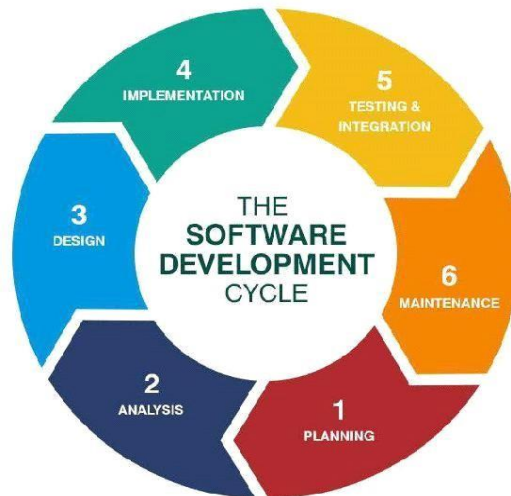 THE
SOFTWARE
DEVELOPMENT
CYCLE
1
PLANNING
2
ANALYSIS
3
DESIGN
4
IMPLEMENTATION
5
TESTING &
INTEGRATION
6
MAINTENANCE